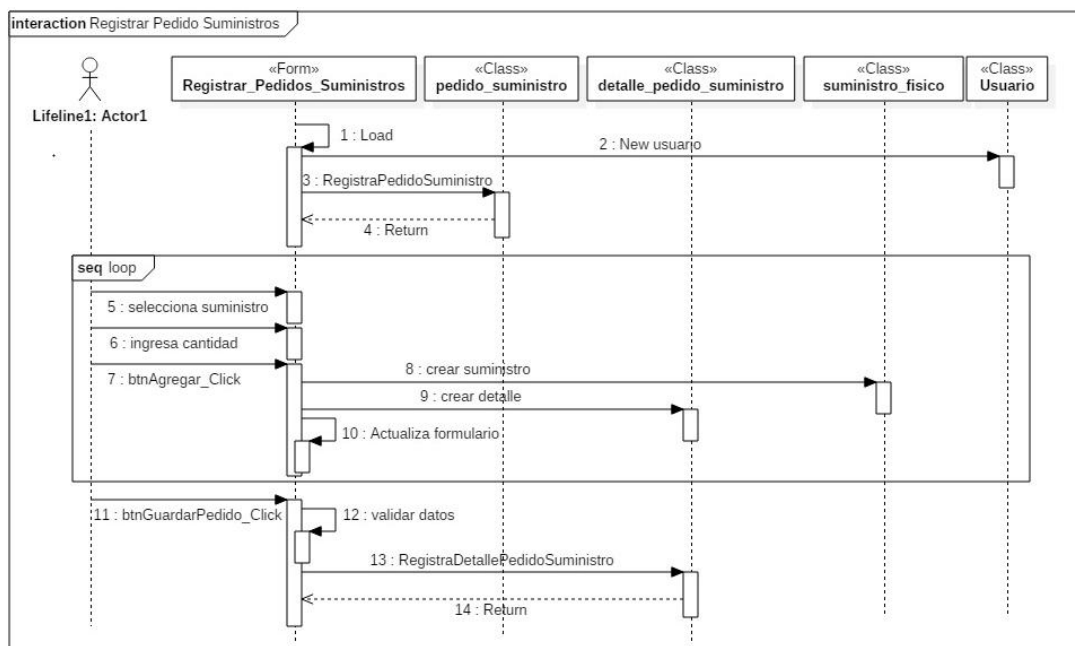 interaction Registrar Pedido Suministros
Lifeline1: Actor1
«Form»
Registrar_Pedidos_Suministros
«Class»
pedido_suministro
«Class»
detalle_pedido_suministro
«Class»
suministro_fisico
«Class»
Usuario
1 : Load
2 : New usuario
3 : RegistraPedidoSuministro
4 : Return
seq loop
5 : selecciona suministro
6 : ingresa cantidad
7 : btnAgregar_Click
8 : crear suministro
9 : crear detalle
10 : Actualiza formulario
11 : btnGuardarPedido_Click
12 : validar datos
13 : RegistraDetallePedidoSuministro
14 : Return